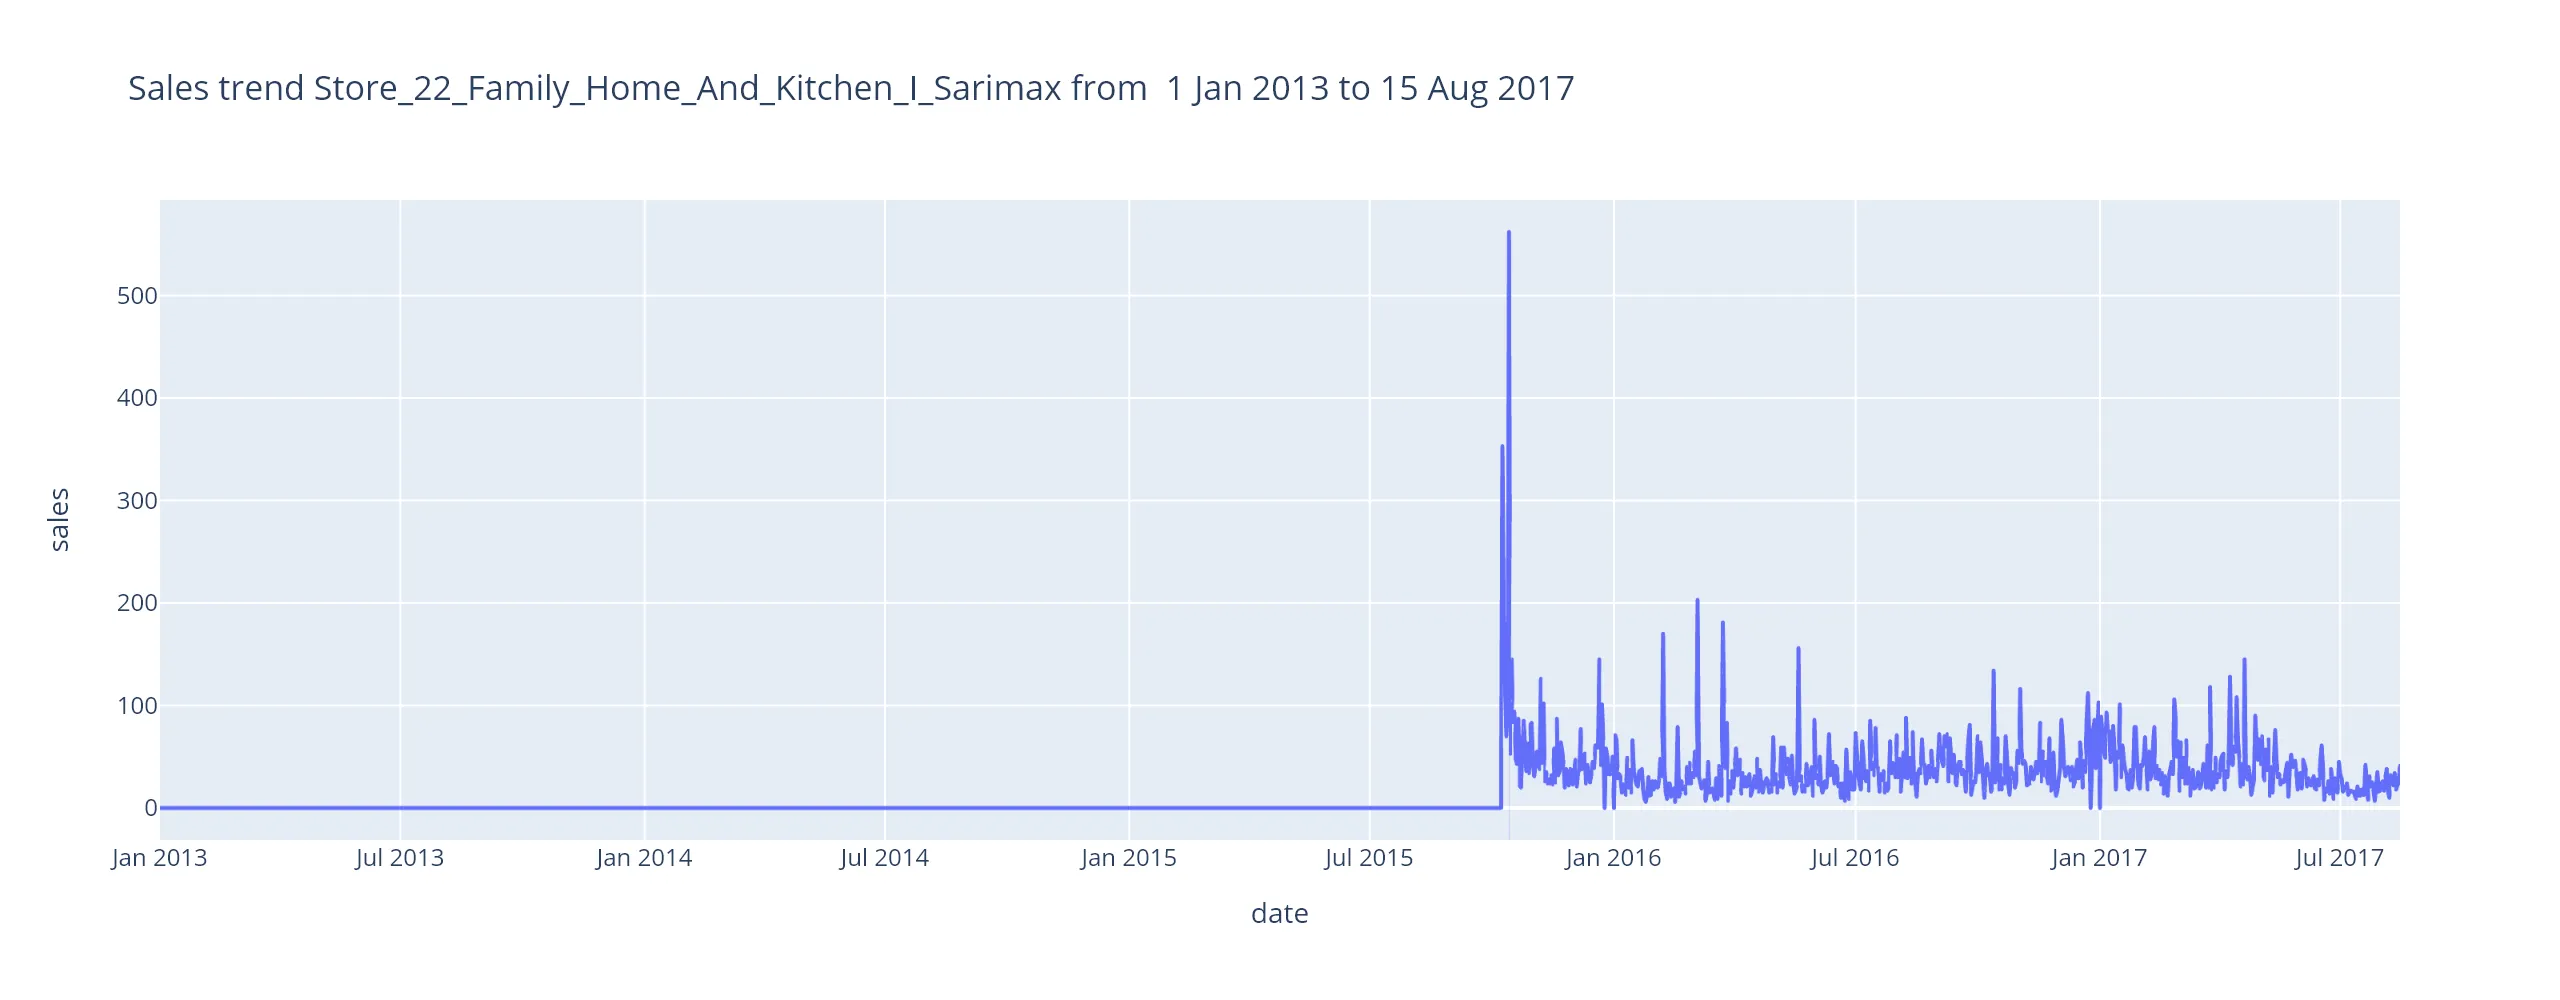 Sales trend Store_22_Family_Home_And_Kitchen_I_Sarimax from  1 Jan 2013 to 15 Aug 2017
500
400
300
200
100
0
sales
Jan 2013 Jul 2013 Jan 2014 Jul 2014 Jan 2015 Jul 2015 Jan 2016 Jul 2016 Jan 2017 Jul 2017
date